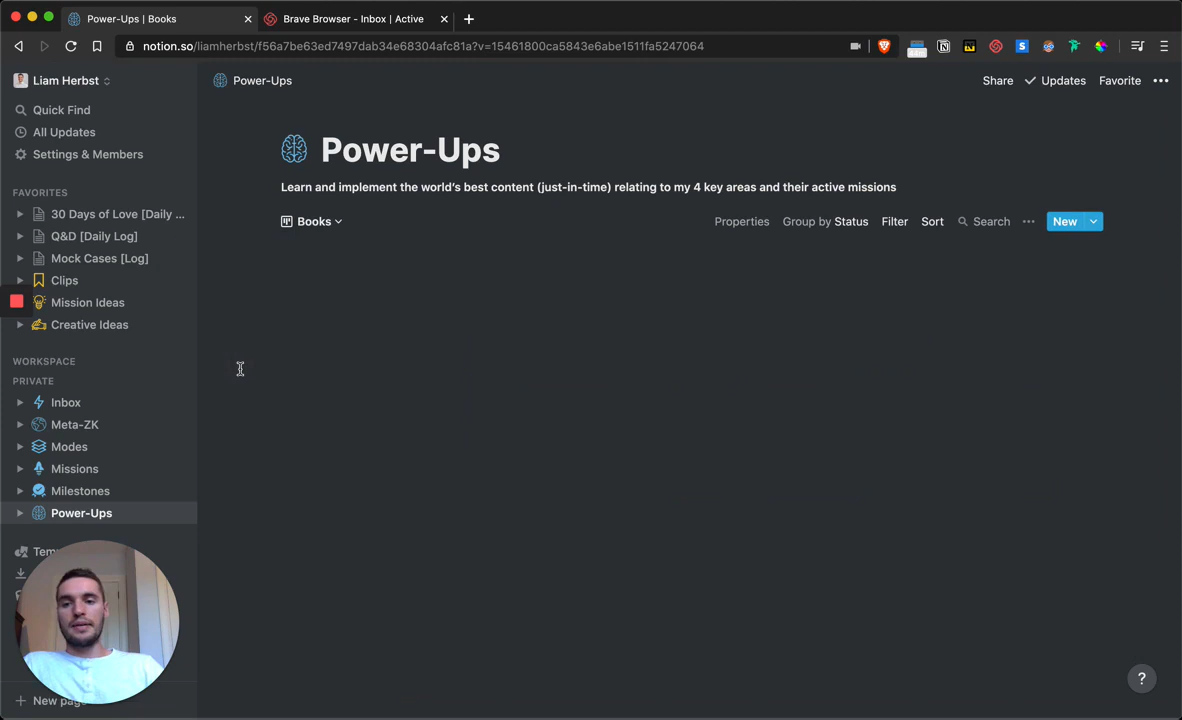 Power-Ups | Books
Brave Browser - Inbox | Active
notion.so/liamherbst/f56a7be63ed7497dab34e68304afc81a?v=15461800ca5843e6abe1511fa5247064
44m
Liam Herbst
Power-Ups
Share
Updates
Favorite
Quick Find
All Updates
Settings & Members
Power-Ups
Learn and implement the world's best content (just-in-time) relating to my 4 key areas and their active missions
Books
Properties
Group by Status
Filter
Sort
Search
New
FAVORITES
30 Days of Love [Daily ...
Q&D [Daily Log]
Mock Cases [Log]
Clips
Mission Ideas
Creative Ideas
WORKSPACE
PRIVATE
Inbox
Meta-ZK
Modes
Missions
Milestones
Power-Ups
?